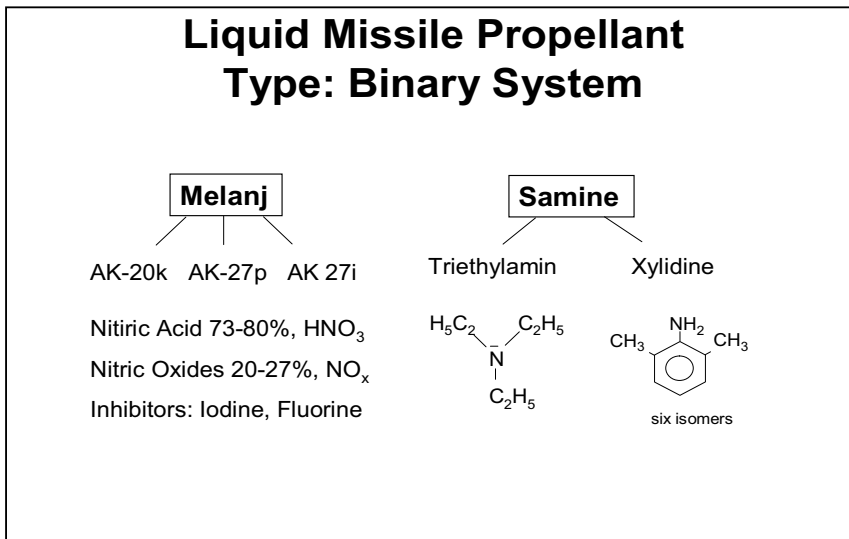 Liquid Missile Propellant
Type: Binary System
Melanj
AK-20k AK-27p AK 27i
Nitiric Acid 73-80%, HNO₃
Nitric Oxides 20-27%, NOₓ
Inhibitors: Iodine, Fluorine
Samine
Triethylamin Xylidine
H₅C₂ C₂H₅
N
C₂H₅
NH₂
CH₃ CH₃
six isomers